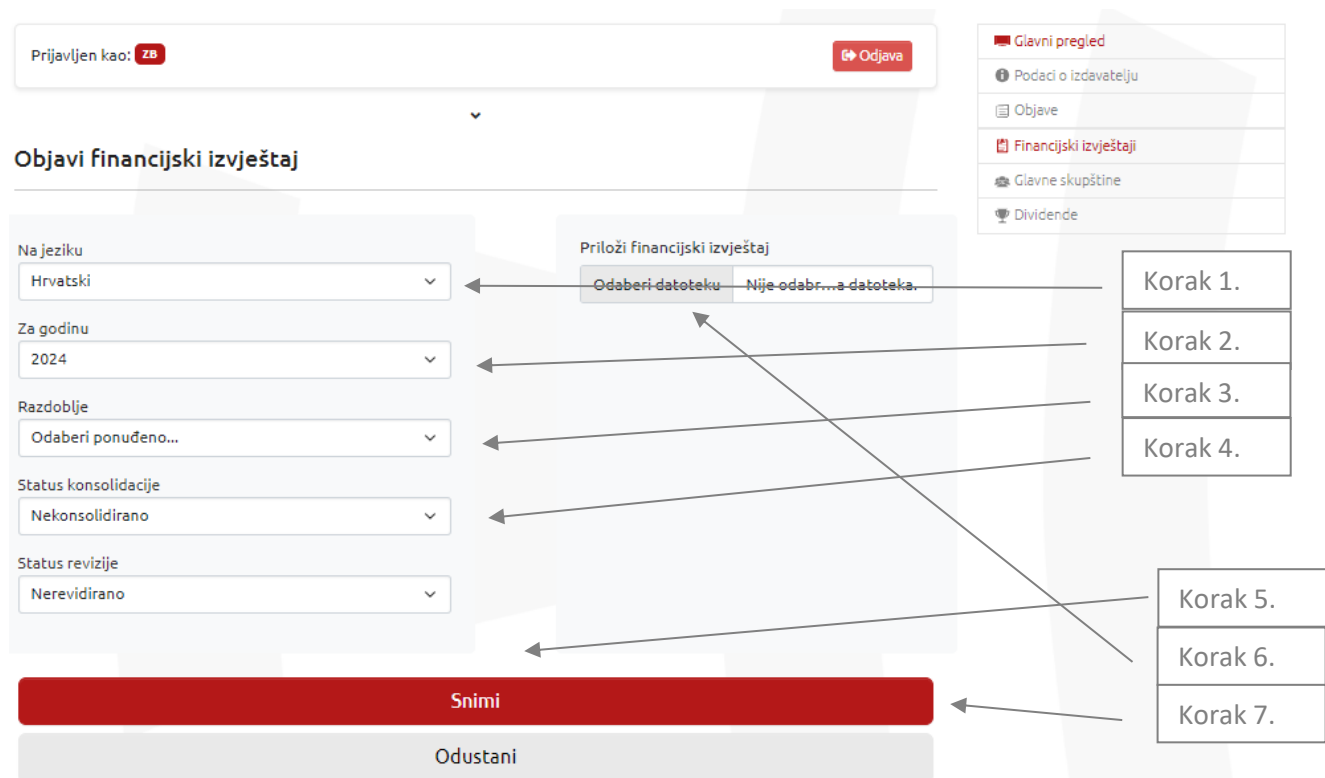 Prijavljen kao: ZB
Odjava
Glavni pregled
Podaci o izdavatelju
Objave
Financijski izvještaji
Glavne skupštine
Dividende
Objavi financijski izvještaj
Na jeziku
Hrvatski
Za godinu
2024
Razdoblje
Odaberi ponuđeno...
Status konsolidacije
Nekonsolidirano
Status revizije
Nerevidirano
Priloži financijski izvještaj
Odaberi datoteku Nije odabr...a datoteka.
Korak 1.
Korak 2.
Korak 3.
Korak 4.
Korak 5.
Korak 6.
Korak 7.
Snimi
Odustani